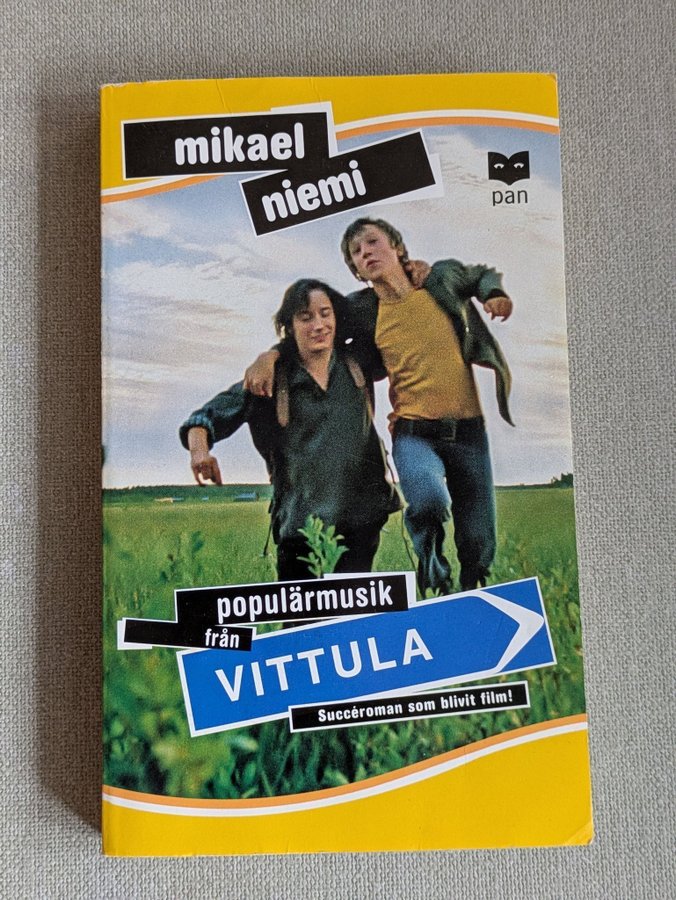 mikael
niemi
pan
populärmusik
från
VITTULA
Succéroman som blivit film!